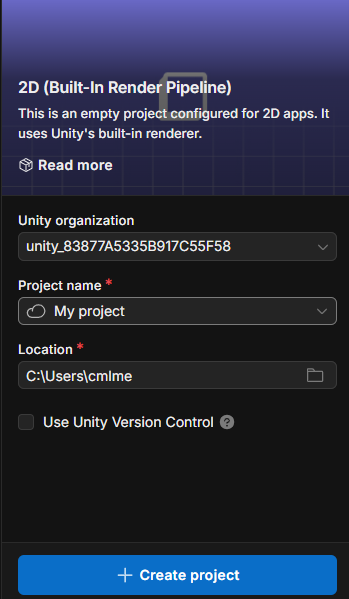 2D (Built-In Render Pipeline)
This is an empty project configured for 2D apps. It
uses Unity's built-in renderer.
Read more
Unity organization
unity_83877A5335B917C55F58
Project name *
My project
Location *
C:\Users\cmlme
Use Unity Version Control ?
+ Create project